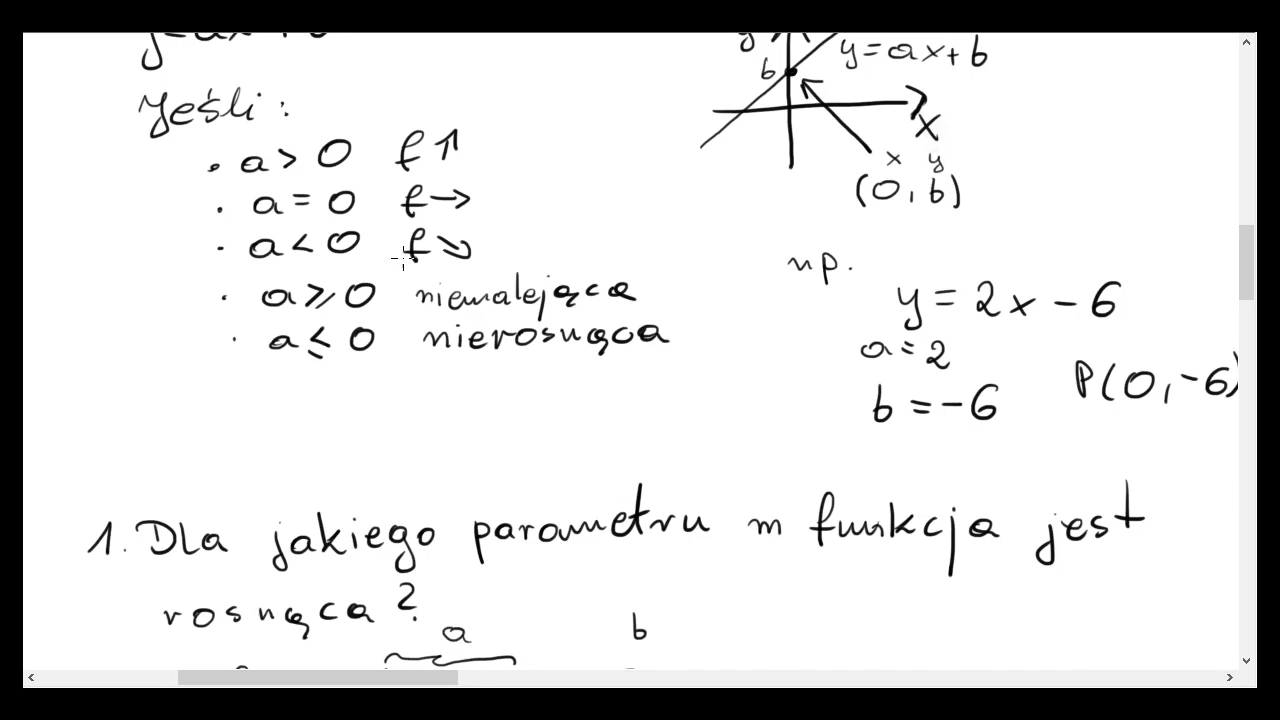 y=ax+b
Jeśli:
• a > 0 f ↑
• a = 0 f →
• a < 0 f ↘
• a ⩾ 0 niemalejąca
• a ≤ 0 nierosnąca
y
b
y=ax+b
x
x y
(0, b)
np.
y = 2x - 6
a = 2
b = -6
P(0, -6)
1. Dla jakiego parametru m funkcja jest
rosnąca?
a b